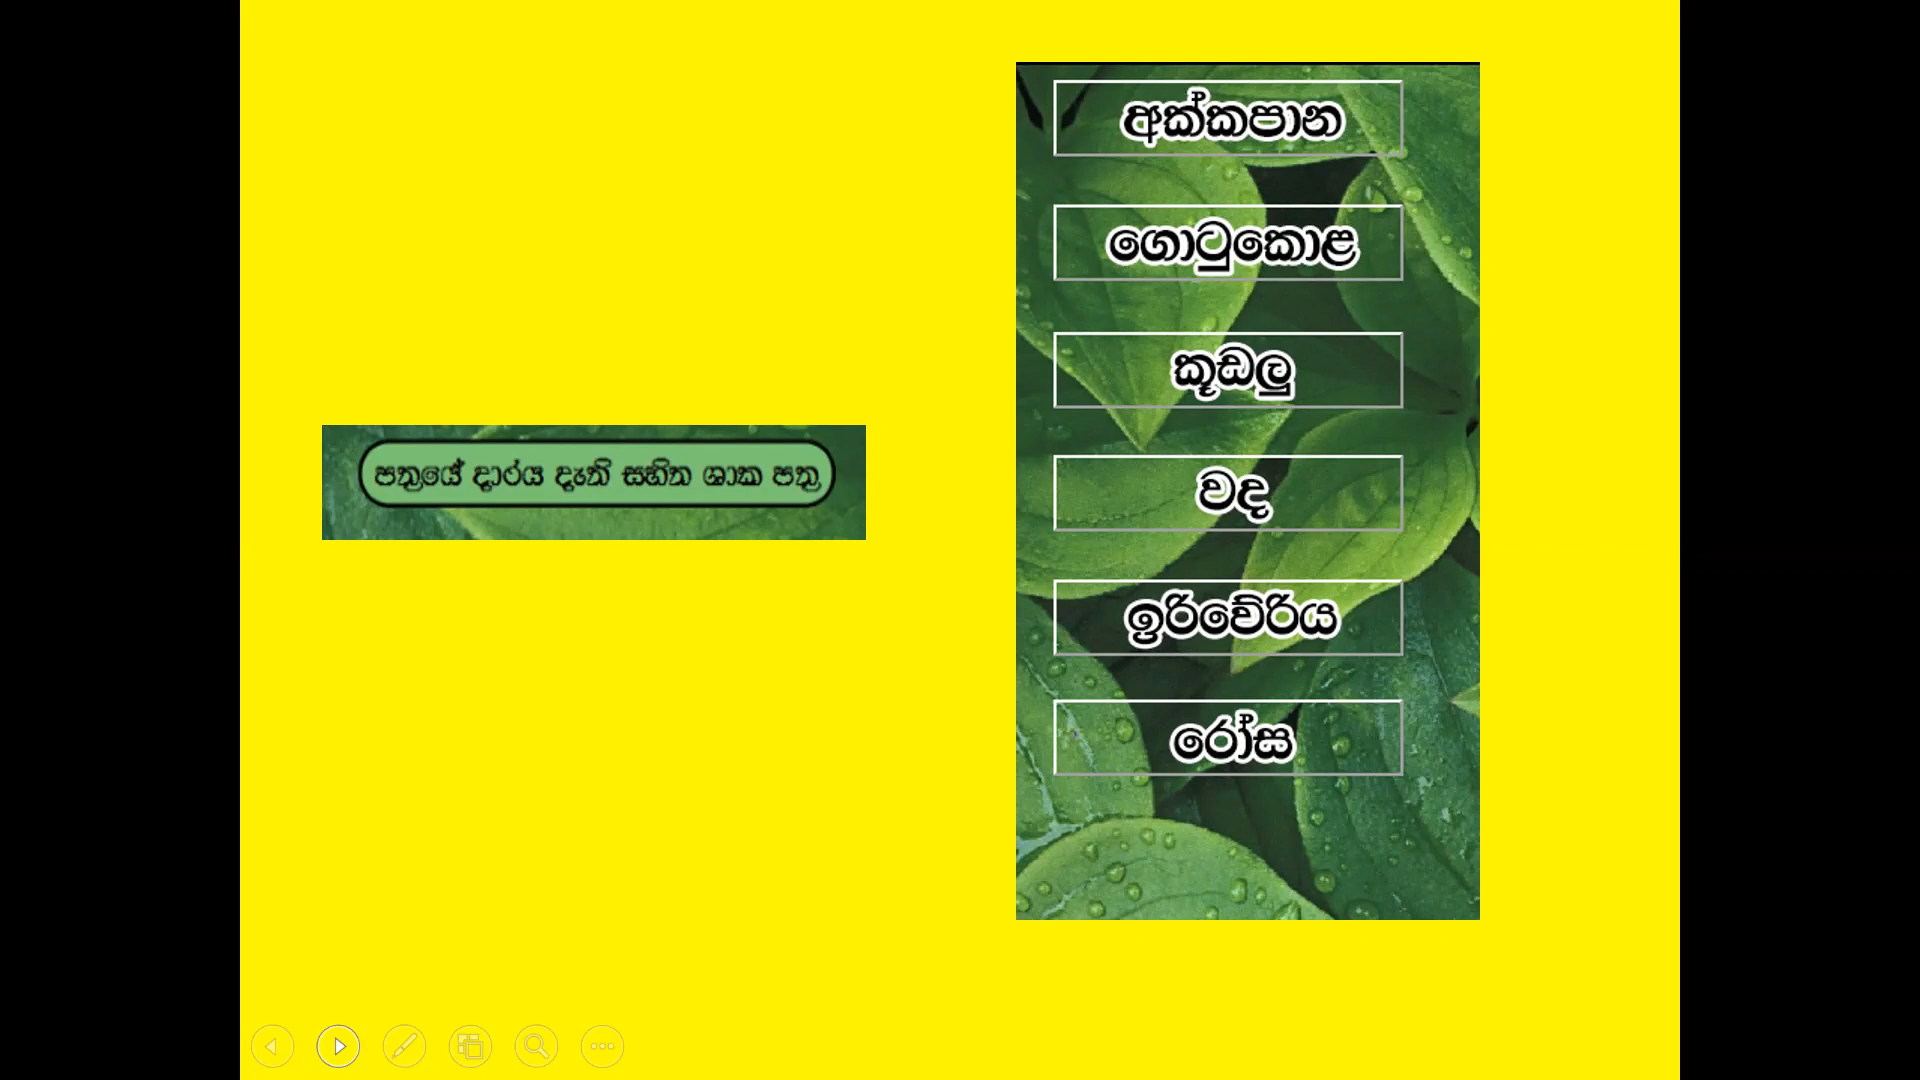 පත්‍රයේ දාරය දැති සහිත ශාක පත්‍ර
අක්කපාන
ගොටුකොළ
කූඩලු
වද
ඉරිවේරිය
රෝස